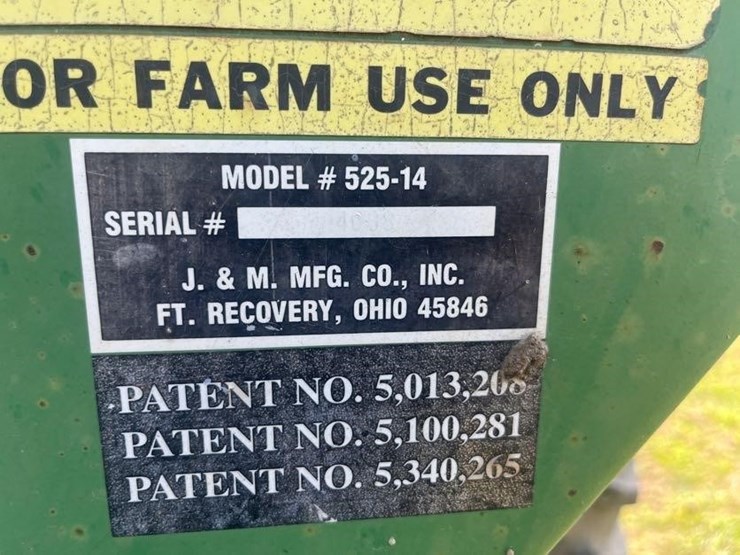 OR FARM USE ONLY
MODEL # 525-14
SERIAL #
J. & M. MFG. CO., INC.
FT. RECOVERY, OHIO 45846
PATENT NO. 5,013,208
PATENT NO. 5,100,281
PATENT NO. 5,340,265